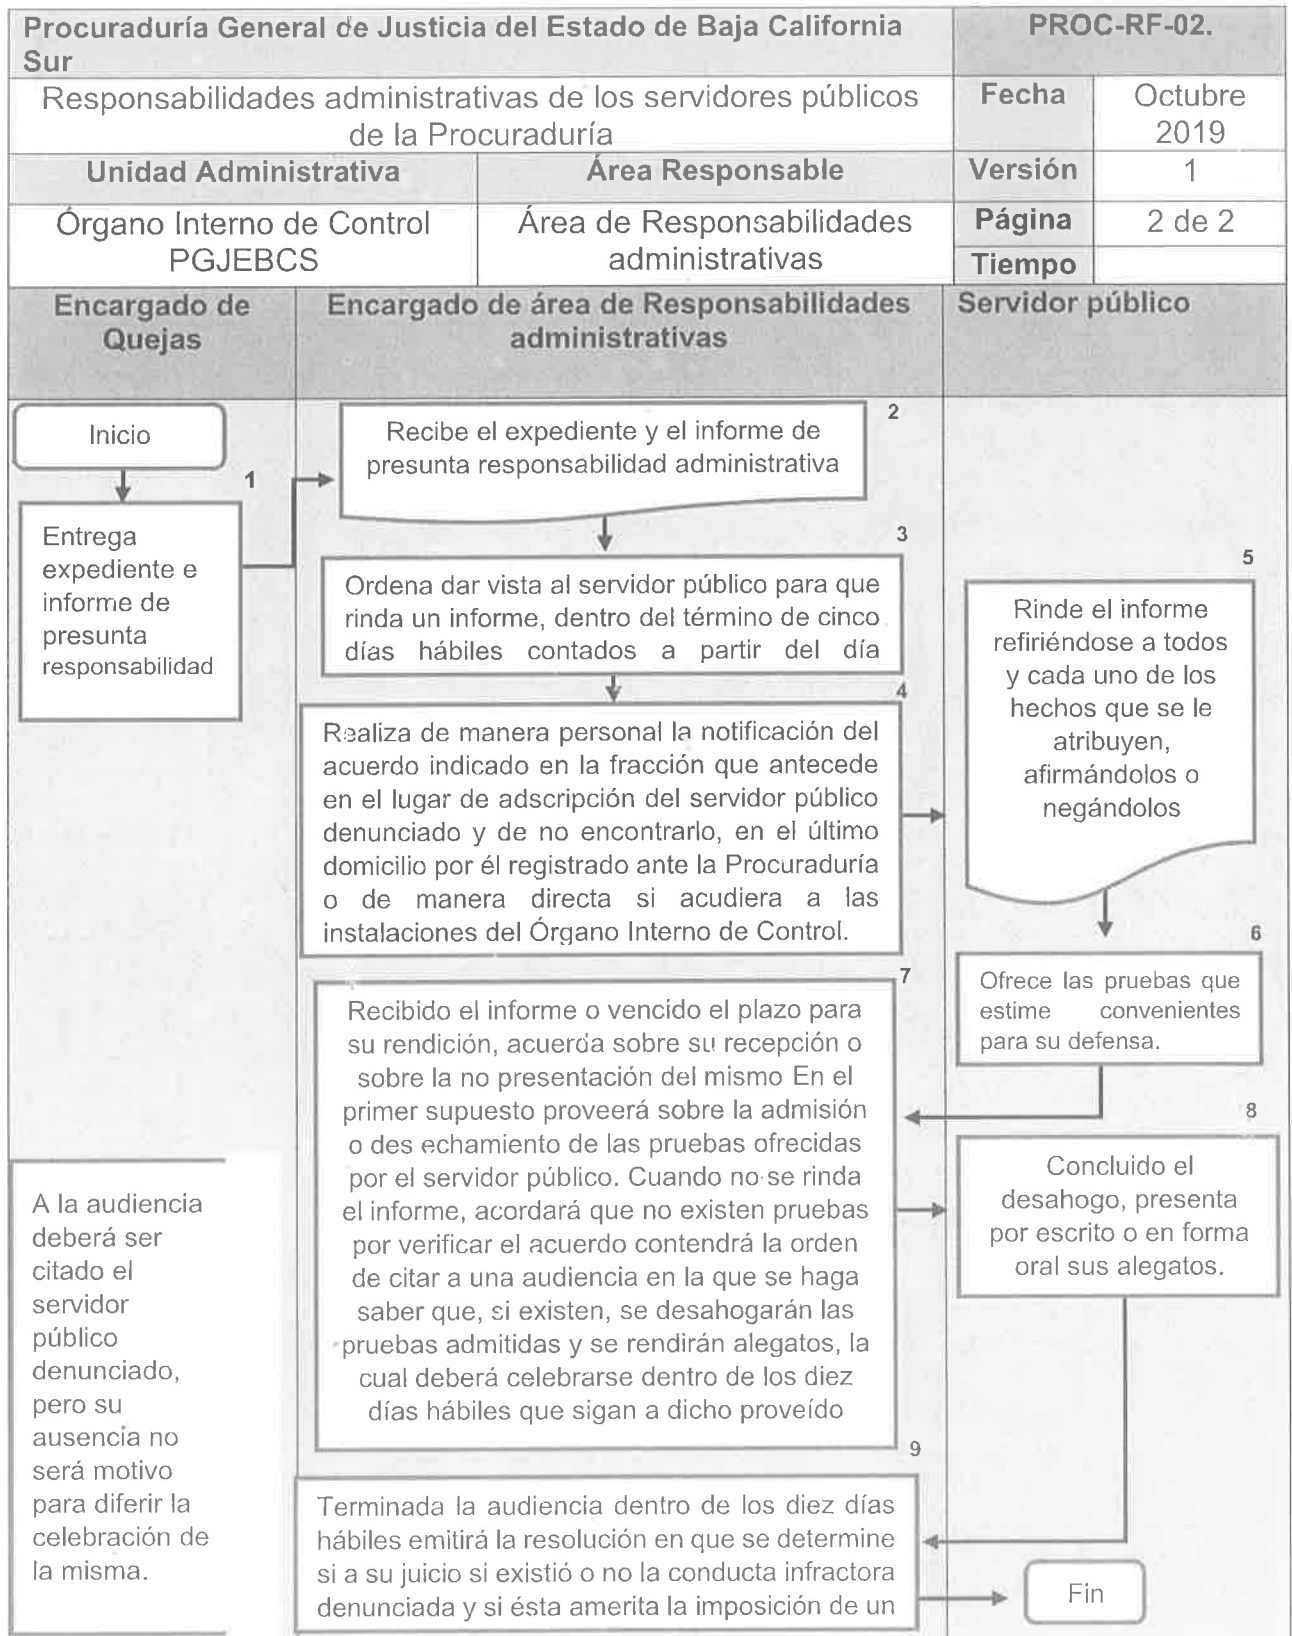 Procuraduría General de Justicia del Estado de Baja California
Sur
PROC-RF-02.
Responsabilidades administrativas de los servidores públicos
de la Procuraduría
Fecha
Octubre
2019
Unidad Administrativa
Área Responsable
Versión
1
Órgano Interno de Control
PGJEBCS
Área de Responsabilidades
administrativas
Página
2 de 2
Tiempo
Encargado de
Quejas
Encargado de área de Responsabilidades
administrativas
Servidor público
Inicio
1
Entrega
expediente e
informe de
presunta
responsabilidad
2
Recibe el expediente y el informe de
presunta responsabilidad administrativa
3
Ordena dar vista al servidor público para que
rinda un informe, dentro del término de cinco
días hábiles contados a partir del día
4
Realiza de manera personal la notificación del
acuerdo indicado en la fracción que antecede
en el lugar de adscripción del servidor público
denunciado y de no encontrarlo, en el último
domicilio por él registrado ante la Procuraduría
o de manera directa si acudiera a las
instalaciones del Órgano Interno de Control.
5
Rinde el informe
refiriéndose a todos
y cada uno de los
hechos que se le
atribuyen,
afirmándolos o
negándolos
6
Ofrece las pruebas que
estime convenientes
para su defensa.
7
Recibido el informe o vencido el plazo para
su rendición, acuerda sobre su recepción o
sobre la no presentación del mismo En el
primer supuesto proveerá sobre la admisión
o des echamiento de las pruebas ofrecidas
por el servidor público. Cuando no se rinda
el informe, acordará que no existen pruebas
por verificar el acuerdo contendrá la orden
de citar a una audiencia en la que se haga
saber que, si existen, se desahogarán las
pruebas admitidas y se rendirán alegatos, la
cual deberá celebrarse dentro de los diez
días hábiles que sigan a dicho proveído
8
Concluido el
desahogo, presenta
por escrito o en forma
oral sus alegatos.
A la audiencia
deberá ser
citado el
servidor
público
denunciado,
pero su
ausencia no
será motivo
para diferir la
celebración de
la misma.
9
Terminada la audiencia dentro de los diez días
hábiles emitirá la resolución en que se determine
si a su juicio si existió o no la conducta infractora
denunciada y si ésta amerita la imposición de un
Fin